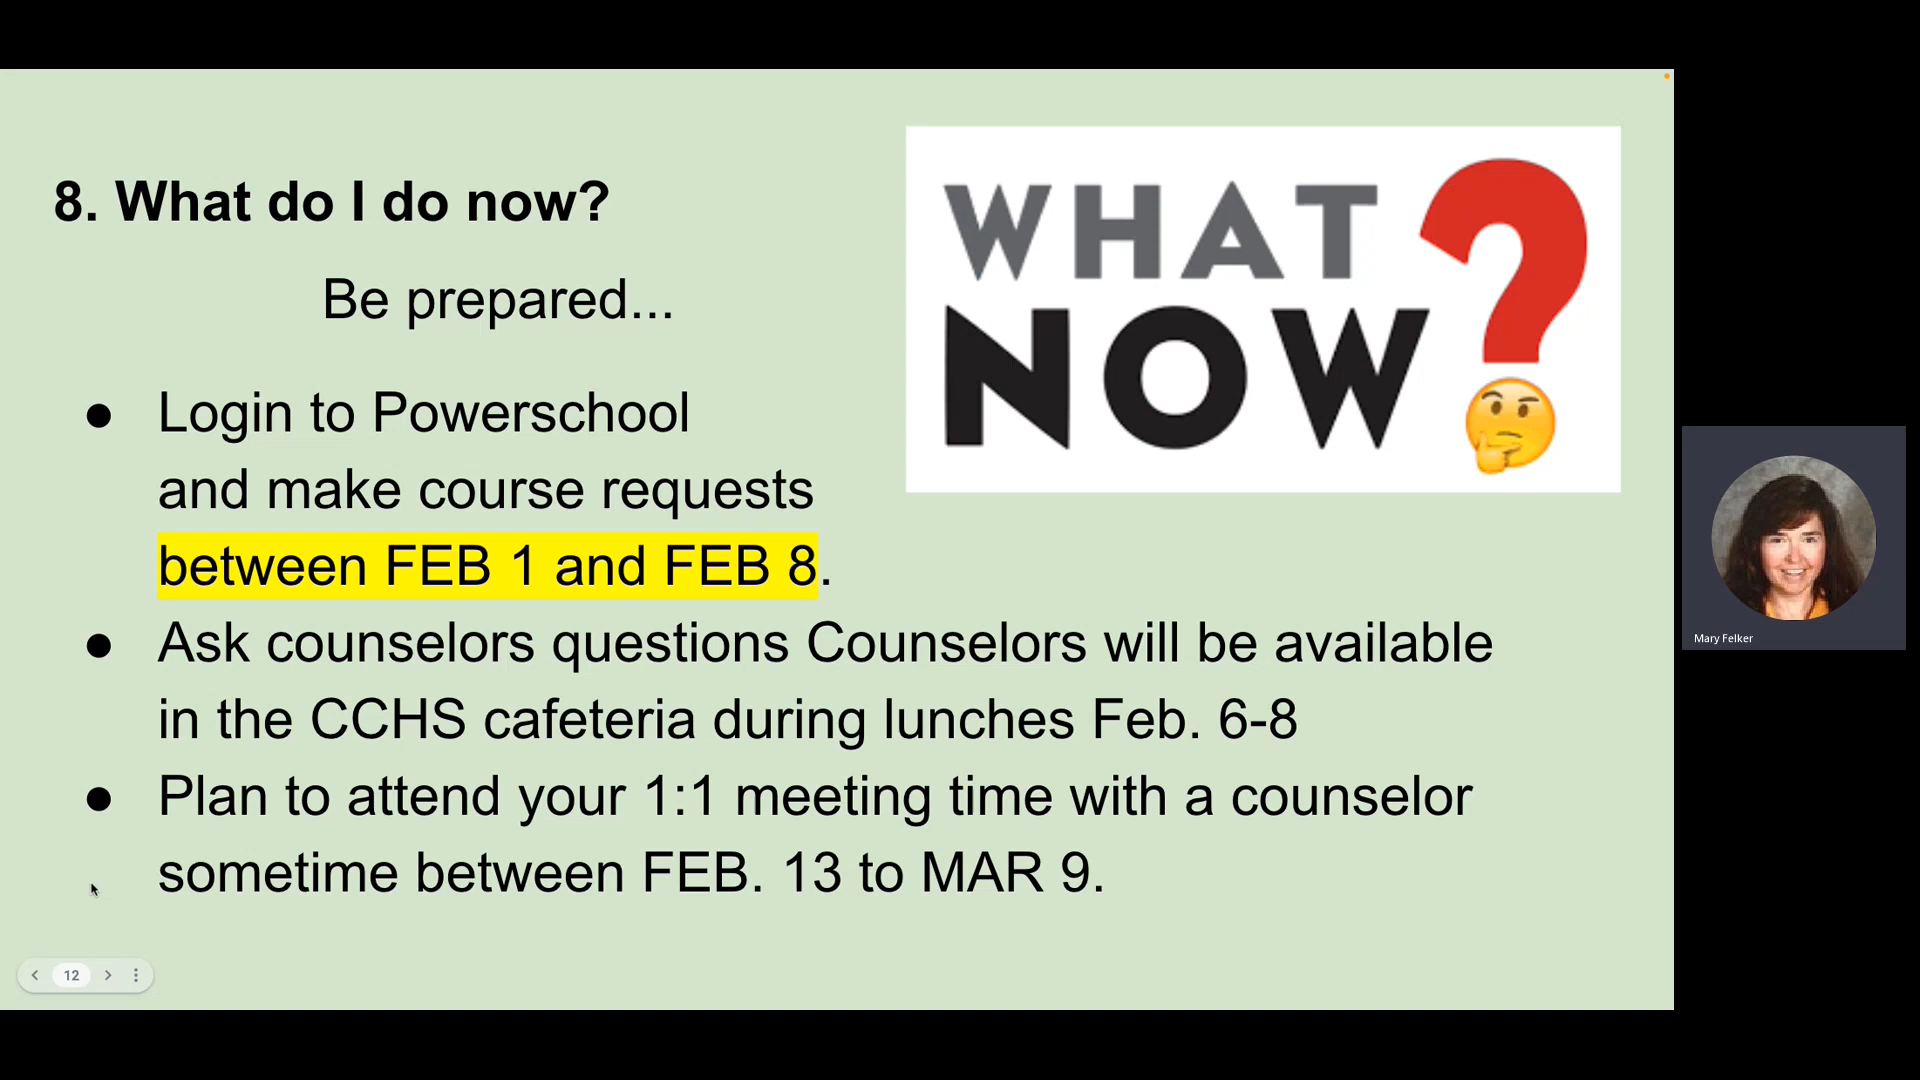 8. What do I do now?
Be prepared...
● Login to Powerschool
and make course requests
between FEB 1 and FEB 8.
● Ask counselors questions Counselors will be available
in the CCHS cafeteria during lunches Feb. 6-8
● Plan to attend your 1:1 meeting time with a counselor
sometime between FEB. 13 to MAR 9.
WHAT
NOW?
Mary Felker
12